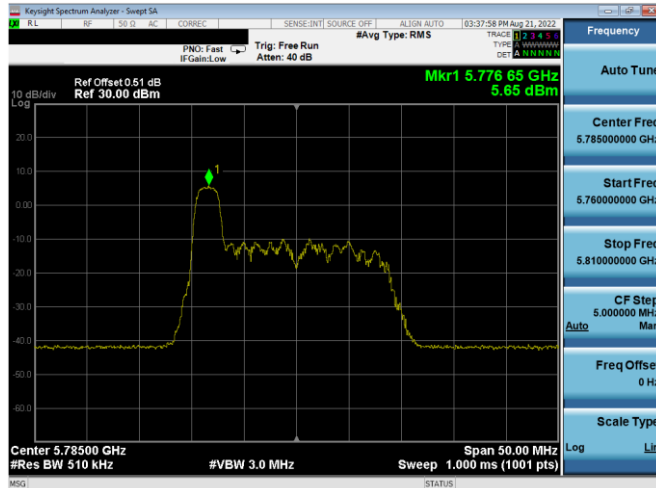 Keysight Spectrum Analyzer - Swept SA
RL RF 50 Ω AC CORREC SENSE:INT SOURCE OFF ALIGN AUTO 03:37:58 PM Aug 21, 2022
#Avg Type: RMS
TRACE 1 2 3 4 5 6
PNO: Fast Trig: Free Run
TYPE A WWWWW
IFGain:Low Atten: 40 dB
DET A N N N N N
Frequency
Mkr1 5.776 65 GHz
5.65 dBm
Ref Offset 0.51 dB
10 dB/div Ref 30.00 dBm
Log
Auto Tune
1
20.0
10.0
0.00
-10.0
-20.0
-30.0
-40.0
-50.0
-60.0
Center Freq
5.785000000 GHz
Start Freq
5.760000000 GHz
Stop Freq
5.810000000 GHz
CF Step
5.000000 MHz
Auto Man
Freq Offset
0 Hz
Scale Type
Log Lin
Center 5.78500 GHz Span 50.00 MHz
#Res BW 510 kHz #VBW 3.0 MHz Sweep 1.000 ms (1001 pts)
MSG STATUS